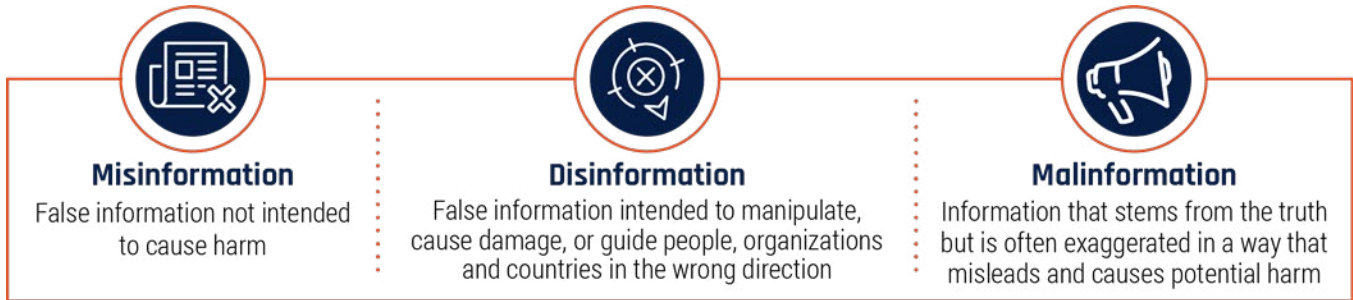 Misinformation
False information not intended
to cause harm
Disinformation
False information intended to manipulate,
cause damage, or guide people, organizations
and countries in the wrong direction
Malinformation
Information that stems from the truth
but is often exaggerated in a way that
misleads and causes potential harm